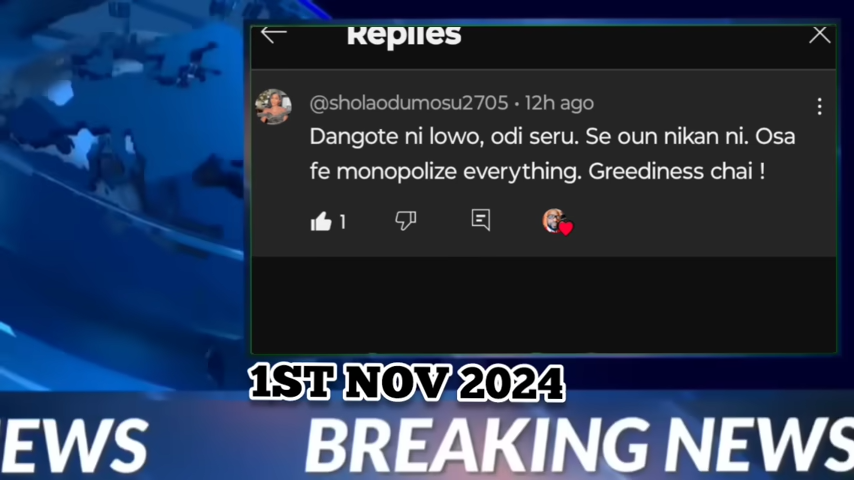 Replies
@sholaodumosu2705 · 12h ago
Dangote ni lowo, odi seru. Se oun nikan ni. Osa
fe monopolize everything. Greediness chai !
1
1ST NOV 2024
EWS BREAKING NEWS